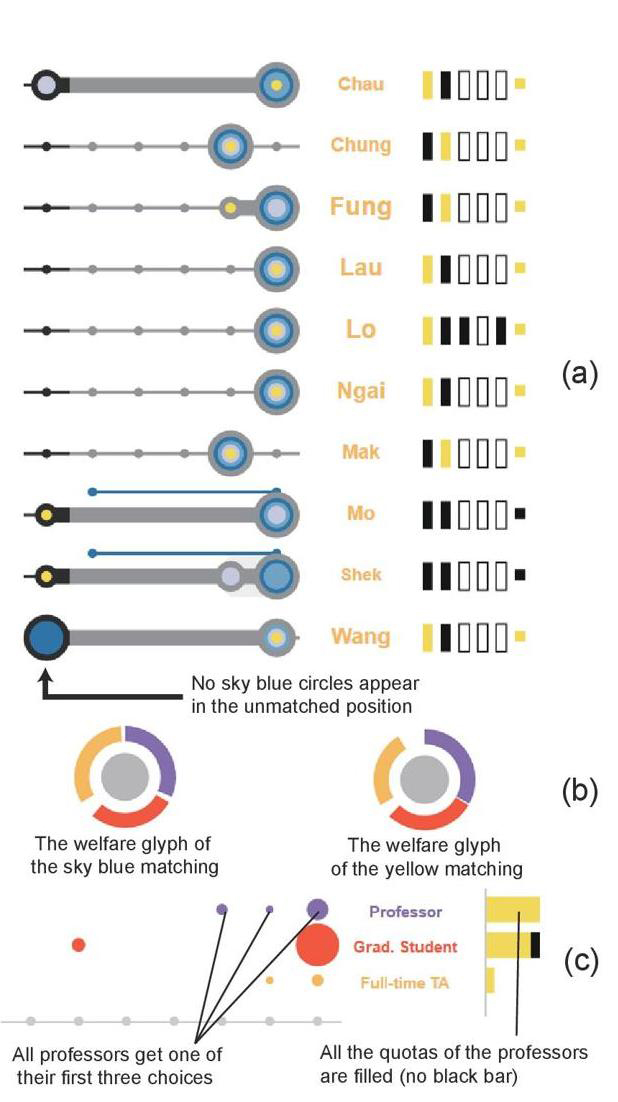 Chau
Chung
Fung
Lau
Lo
(a)
Ngai
Mak
Mo
Shek
Wang
No sky blue circles appear
in the unmatched position
(b)
The welfare glyph of
the sky blue matching
The welfare glyph
of the yellow matching
Professor
Grad. Student
(c)
Full-time TA
All professors get one of
their first three choices
All the quotas of the professors
are filled (no black bar)